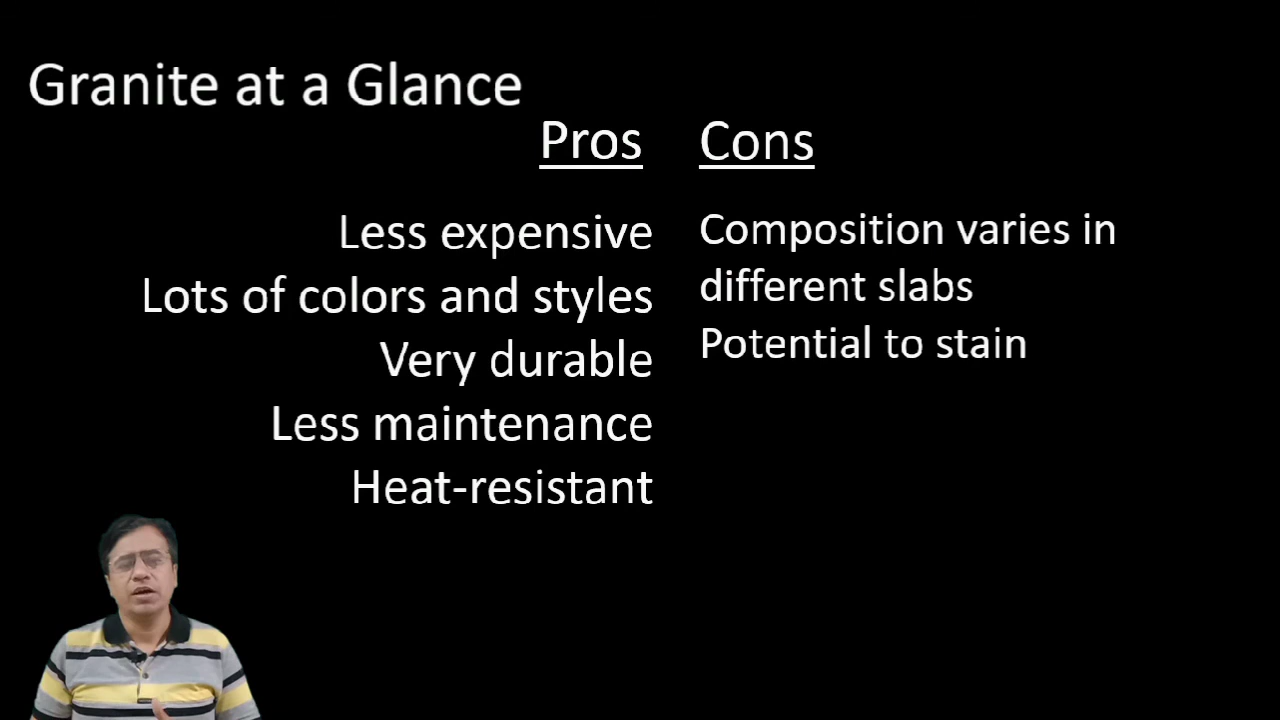 Granite at a Glance
Pros
Less expensive
Lots of colors and styles
Very durable
Less maintenance
Heat-resistant
Cons
Composition varies in
different slabs
Potential to stain